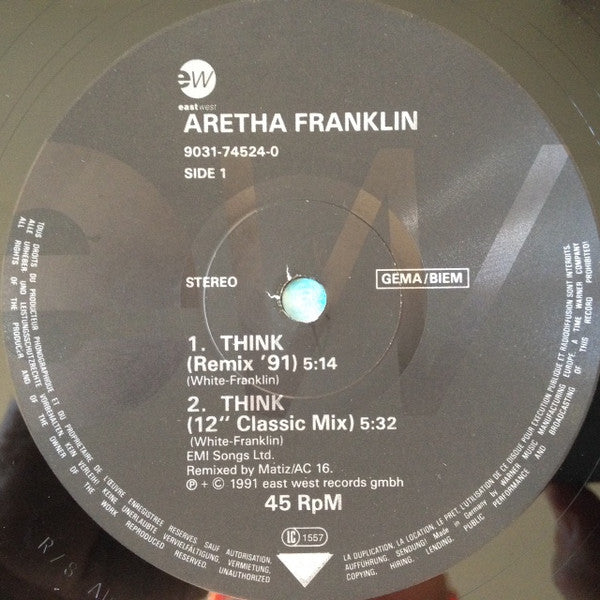 ew
eastwest
ARETHA FRANKLIN
9031-74524-0
SIDE 1
STEREO
GEMA/BIEM
1. THINK
(Remix '91) 5:14
(White-Franklin)
2. THINK
(12" Classic Mix) 5:32
(White-Franklin)
EMI Songs Ltd.
Remixed by Matiz/AC 16.
℗ + © 1991 east west records gmbh
45 RpM
LC 1557
TOUS DROITS DU PRODUCTEUR PHONOGRAPHIQUE ET DU PROPRIETAIRE DE L'ŒUVRE ENREGISTREE RESERVES. SAUF AUTORISATION, LA DUPLICATION, LA LOCATION, LE PRET, L'UTILISATION DE CE DISQUE POUR EXECUTION PUBLIQUE ET RADIODIFFUSION SONT INTERDITS.
ALLE URHEBER- UND LEISTUNGSSCHUTZRECHTE VORBEHALTEN. KEIN VERLEIH! KEINE UNERLAUBTE VERVIELFÄLTIGUNG, VERMIETUNG, AUFFÜHRUNG, SENDUNG! Made in Germany by WARNER MUSIC MANUFACTURING EUROPE. A TIME WARNER COMPANY
ALL RIGHTS OF THE PRODUCER AND OF THE OWNER OF THE WORK REPRODUCED RESERVED. UNAUTHORIZED COPYING, HIRING, LENDING, PUBLIC PERFORMANCE AND BROADCASTING OF THIS RECORD PROHIBITED!
R/S